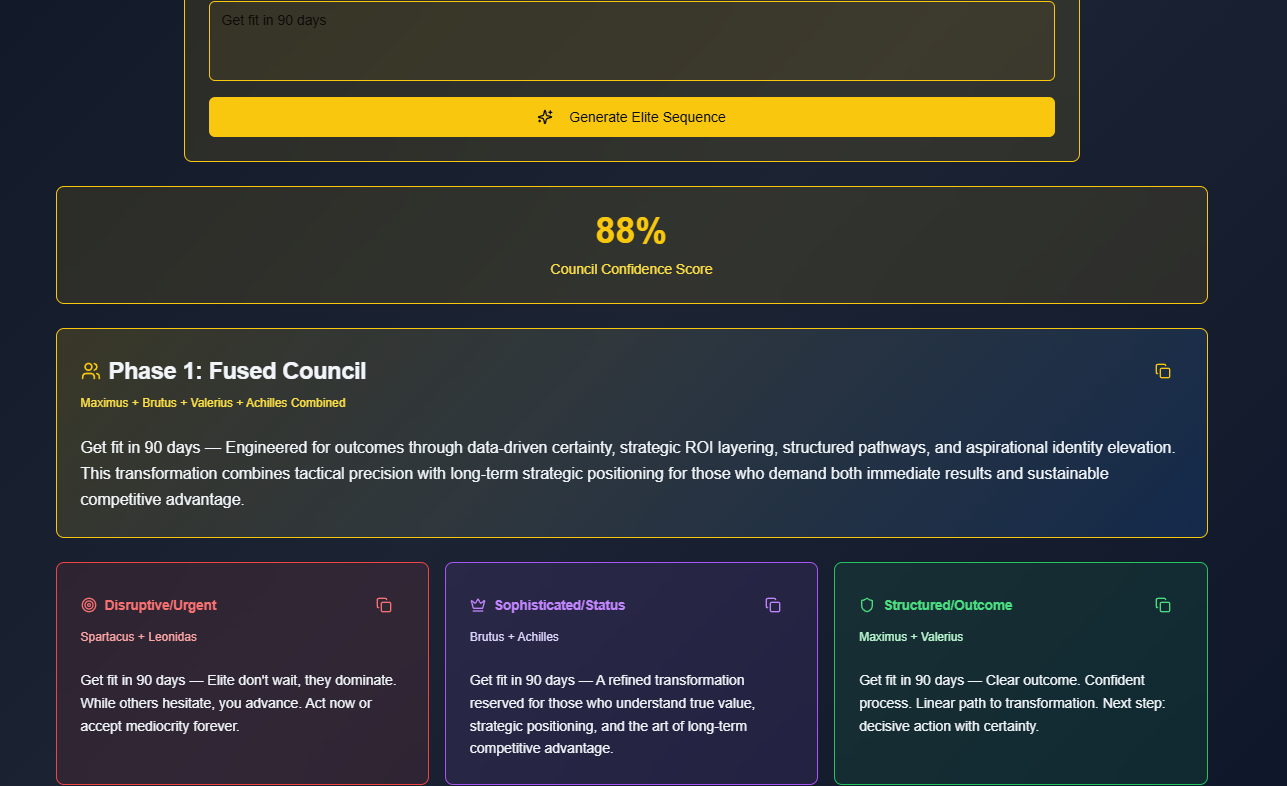 Get fit in 90 days
Generate Elite Sequence
88%
Council Confidence Score
Phase 1: Fused Council
Maximus + Brutus + Valerius + Achilles Combined
Get fit in 90 days — Engineered for outcomes through data-driven certainty, strategic ROI layering, structured pathways, and aspirational identity elevation.
This transformation combines tactical precision with long-term strategic positioning for those who demand both immediate results and sustainable
competitive advantage.
Disruptive/Urgent
Spartacus + Leonidas
Get fit in 90 days — Elite don't wait, they dominate.
While others hesitate, you advance. Act now or
accept mediocrity forever.
Sophisticated/Status
Brutus + Achilles
Get fit in 90 days — A refined transformation
reserved for those who understand true value,
strategic positioning, and the art of long-term
competitive advantage.
Structured/Outcome
Maximus + Valerius
Get fit in 90 days — Clear outcome. Confident
process. Linear path to transformation. Next step:
decisive action with certainty.